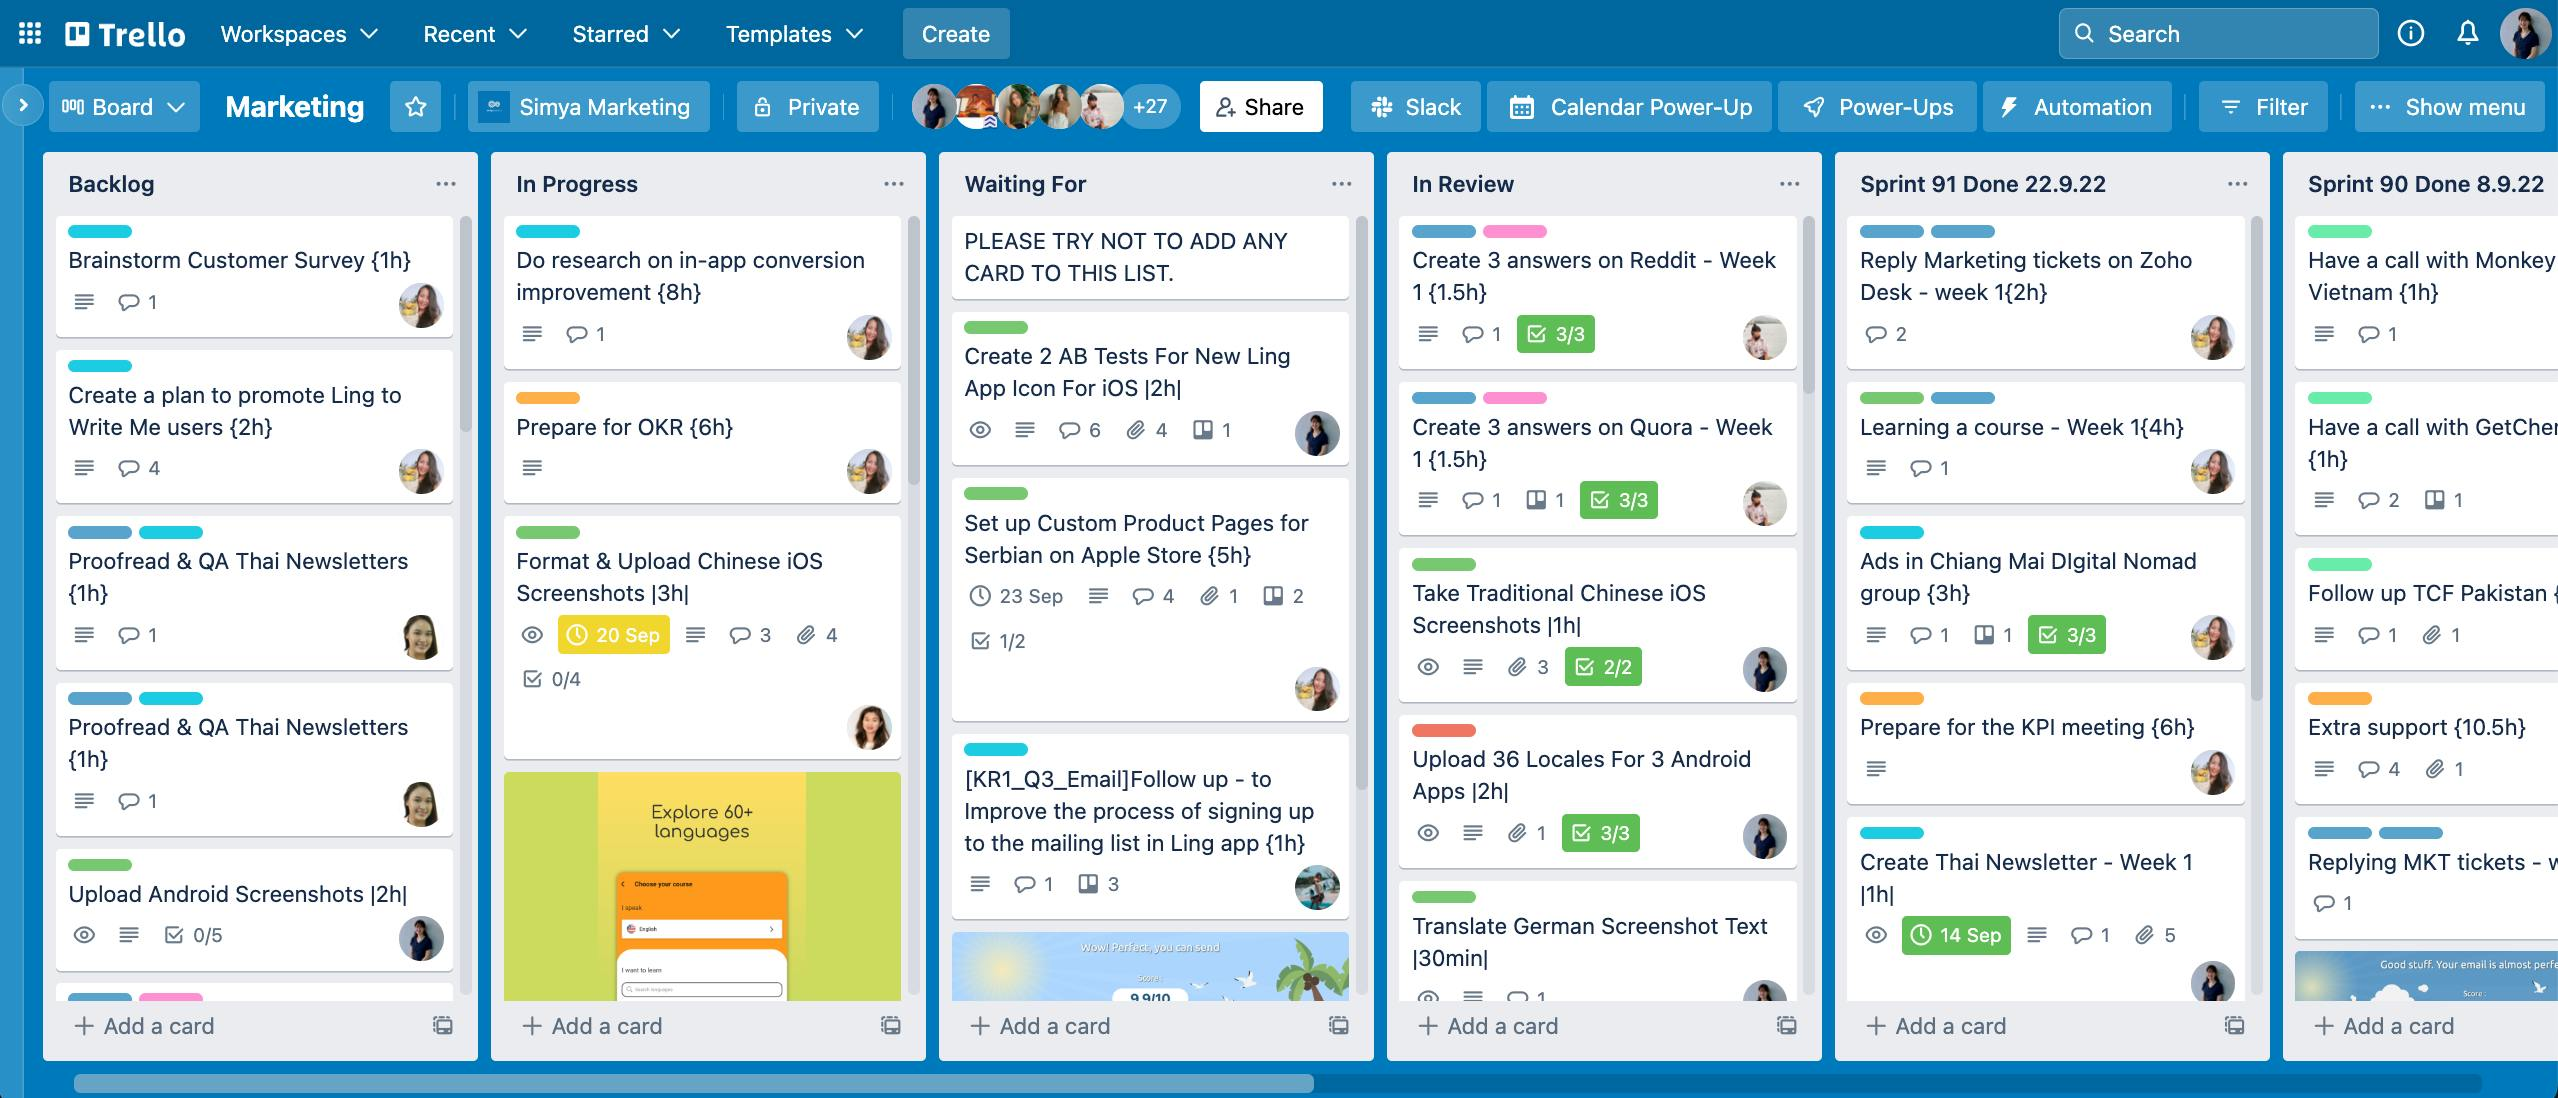 Trello
Workspaces
Recent
Starred
Templates
Create
Search
Board
Marketing
Simya Marketing
Private
+27
Share
Slack
Calendar Power-Up
Power-Ups
Automation
Filter
Show menu
Backlog
Brainstorm Customer Survey {1h}
1
Create a plan to promote Ling to
Write Me users {2h}
4
Proofread & QA Thai Newsletters
{1h}
1
Proofread & QA Thai Newsletters
{1h}
1
Upload Android Screenshots |2h|
0/5
Add a card
In Progress
Do research on in-app conversion
improvement {8h}
1
Prepare for OKR {6h}
Format & Upload Chinese iOS
Screenshots |3h|
20 Sep
3
4
0/4
Explore 60+
languages
Choose your course
I speak
English
I want to learn
Search languages
Add a card
Waiting For
PLEASE TRY NOT TO ADD ANY
CARD TO THIS LIST.
Create 2 AB Tests For New Ling
App Icon For iOS |2h|
6
4
1
Set up Custom Product Pages for
Serbian on Apple Store {5h}
23 Sep
4
1
2
1/2
[KR1_Q3_Email]Follow up - to
Improve the process of signing up
to the mailing list in Ling app {1h}
1
3
Wow! Perfect, you can send
Score :
9.9/10
Add a card
In Review
Create 3 answers on Reddit - Week
1 {1.5h}
1
3/3
Create 3 answers on Quora - Week
1 {1.5h}
1
1
3/3
Take Traditional Chinese iOS
Screenshots |1h|
3
2/2
Upload 36 Locales For 3 Android
Apps |2h|
1
3/3
Translate German Screenshot Text
|30min|
1
Add a card
Sprint 91 Done 22.9.22
Reply Marketing tickets on Zoho
Desk - week 1{2h}
2
Learning a course - Week 1{4h}
1
Ads in Chiang Mai DIgital Nomad
group {3h}
1
1
3/3
Prepare for the KPI meeting {6h}
Create Thai Newsletter - Week 1
|1h|
14 Sep
1
5
Add a card
Sprint 90 Done 8.9.22
Have a call with Monkey
Vietnam {1h}
1
Have a call with GetCher
{1h}
2
1
Follow up TCF Pakistan {
1
1
Extra support {10.5h}
4
1
Replying MKT tickets - w
1
Good stuff. Your email is almost perfe
Score :
Add a card